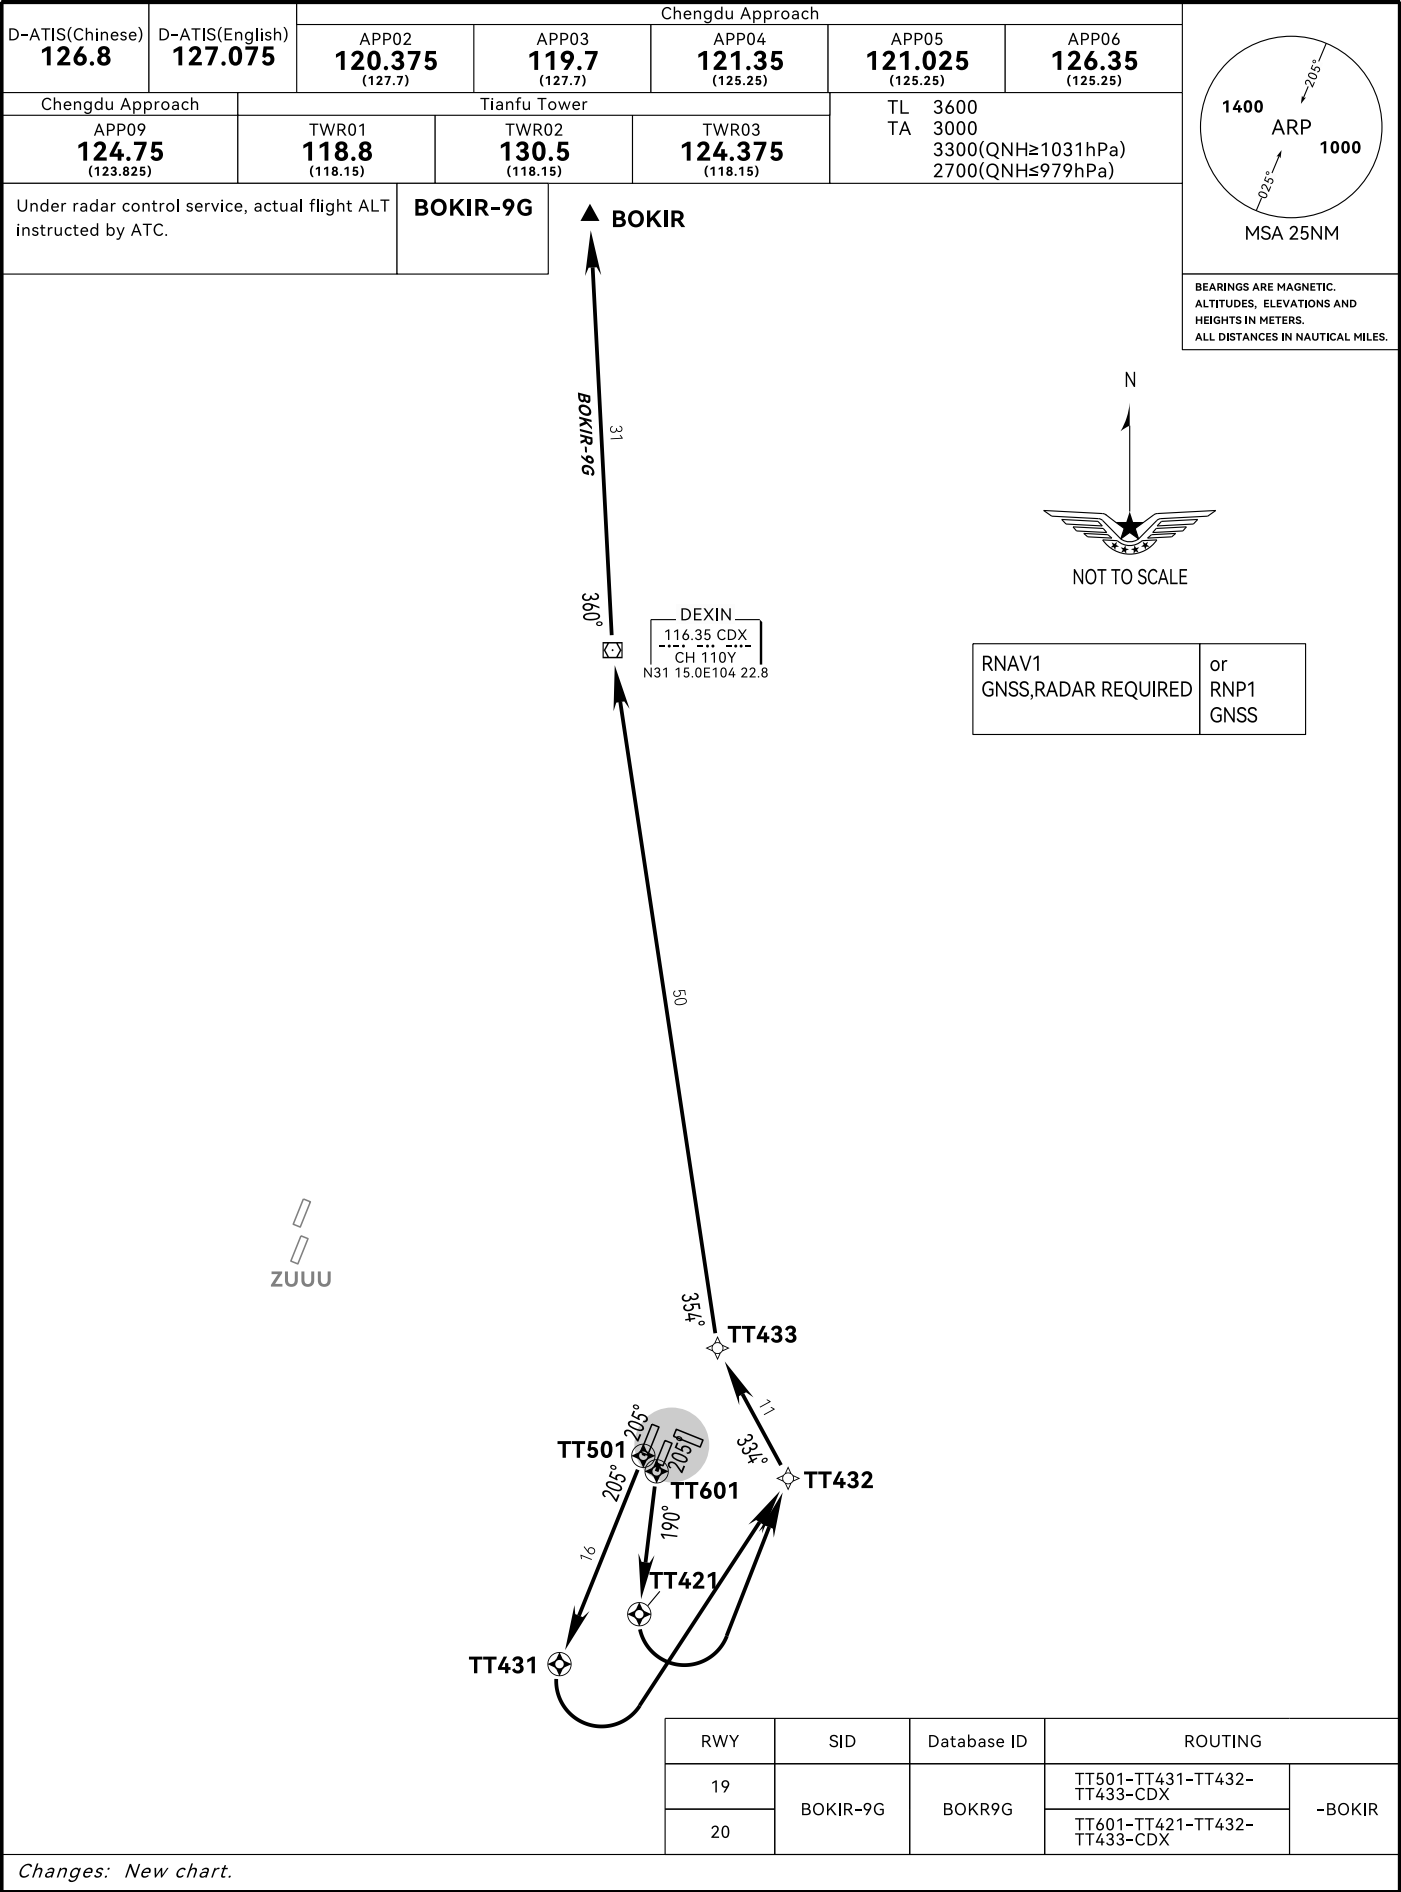 D-ATIS(Chinese)
126.8
D-ATIS(English)
127.075
Chengdu Approach
APP02
120.375
(127.7)
APP03
119.7
(127.7)
APP04
121.35
(125.25)
APP05
121.025
(125.25)
APP06
126.35
(125.25)
Chengdu Approach
APP09
124.75
(123.825)
Tianfu Tower
TWR01
118.8
(118.15)
TWR02
130.5
(118.15)
TWR03
124.375
(118.15)
TL 3600
TA 3000
3300(QNH≥1031hPa)
2700(QNH≤979hPa)
205°
1400
ARP
1000
025°
MSA 25NM
BEARINGS ARE MAGNETIC.
ALTITUDES, ELEVATIONS AND
HEIGHTS IN METERS.
ALL DISTANCES IN NAUTICAL MILES.
Under radar control service, actual flight ALT
instructed by ATC.
BOKIR-9G
BOKIR
BOKIR-9G
31
N
NOT TO SCALE
360°
DEXIN
116.35 CDX
CH 110Y
N31 15.0E104 22.8
RNAV1
GNSS,RADAR REQUIRED
or
RNP1
GNSS
50
ZUUU
354°
TT433
11
334°
TT432
205°
TT501
205°
TT601
205°
190°
16
TT421
TT431
RWY SID Database ID ROUTING
19
BOKIR-9G
BOKR9G
TT501-TT431-TT432-
TT433-CDX
-BOKIR
20
TT601-TT421-TT432-
TT433-CDX
Changes: New chart.